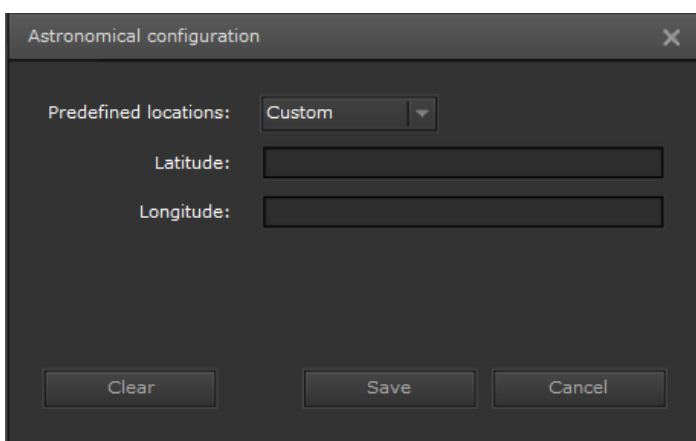 Astronomical configuration
Predefined locations: Custom
Latitude:
Longitude:
Clear Save Cancel